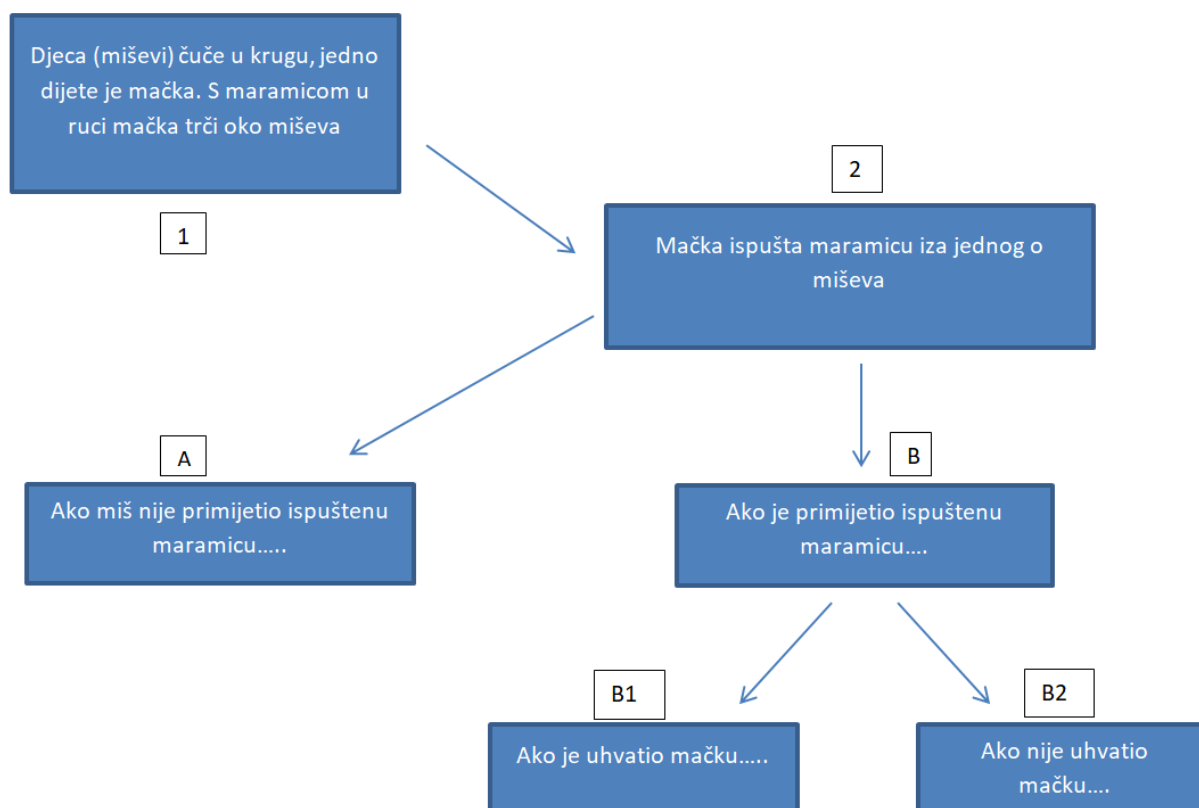 Djeca (miševi) čuče u krugu, jedno
dijete je mačka. S maramicom u
ruci mačka trči oko miševa
1
2
Mačka ispušta maramicu iza jednog o
miševa
A
Ako miš nije primijetio ispuštenu
maramicu…..
B
Ako je primijetio ispuštenu
maramicu….
B1
Ako je uhvatio mačku…..
B2
Ako nije uhvatio
mačku….